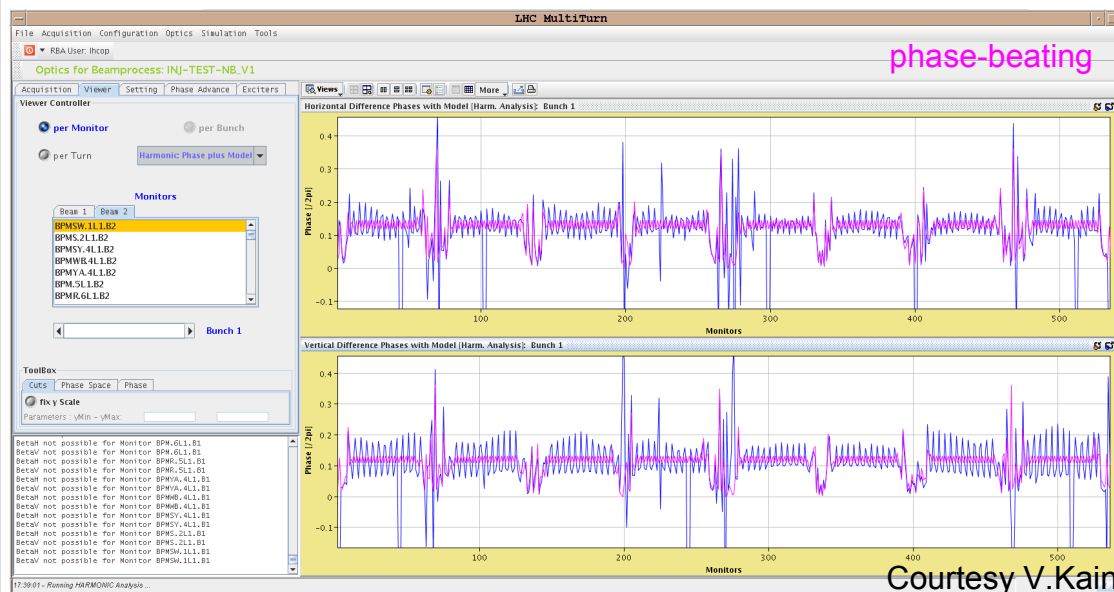 LHC MultiTurn
File Acquisition Configuration Optics Simulation Tools
RBA User: lhcop
phase-beating
Optics for Beamprocess: INJ-TEST-NB_V1
Acquisition Viewer Setting Phase Advance Exciters
Views More
Viewer Controller
Horizontal Difference Phases with Model [Harm. Analysis]: Bunch 1
per Monitor per Bunch
per Turn Harmonic: Phase plus Model
Monitors
Beam 1 Beam 2
BPMSW.1L1.B2
BPMS.2L1.B2
BPMSY.4L1.B2
BPMWB.4L1.B2
BPMYA.4L1.B2
BPM.5L1.B2
BPMR.6L1.B2
Bunch 1
Phase [/2pi]
0.4
0.3
0.2
0.1
0
-0.1
100 200 300 400 500
Monitors
Vertical Difference Phases with Model [Harm. Analysis]: Bunch 1
Phase [/2pi]
0.4
0.3
0.2
0.1
0
-0.1
100 200 300 400 500
Monitors
ToolBox
Cuts Phase Space Phase
fix y Scale
Parameters : yMin - yMax:
BetaH not possible for Monitor BPM.6L1.B1
BetaV not possible for Monitor BPM.6L1.B1
BetaH not possible for Monitor BPMR.5L1.B1
BetaV not possible for Monitor BPMR.5L1.B1
BetaH not possible for Monitor BPMYA.4L1.B1
BetaV not possible for Monitor BPMYA.4L1.B1
BetaH not possible for Monitor BPMWB.4L1.B1
BetaV not possible for Monitor BPMWB.4L1.B1
BetaH not possible for Monitor BPMSY.4L1.B1
BetaV not possible for Monitor BPMSY.4L1.B1
BetaH not possible for Monitor BPMS.2L1.B1
BetaV not possible for Monitor BPMS.2L1.B1
BetaH not possible for Monitor BPMSW.1L1.B1
BetaV not possible for Monitor BPMSW.1L1.B1
17:39:01 - Running HARMONIC Analysis ...
Courtesy V.Kain